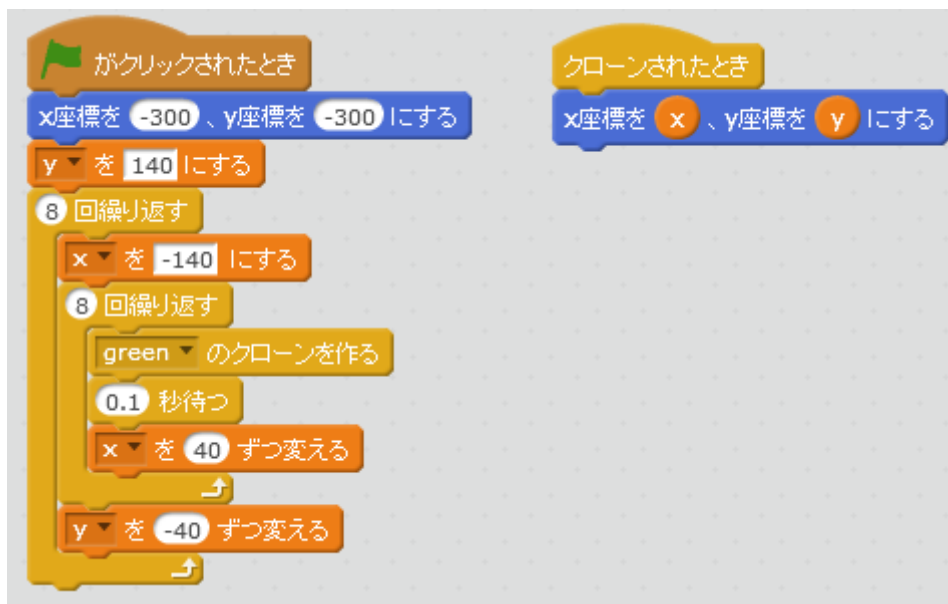 がクリックされたとき
x座標を -300 、y座標を -300 にする
y を 140 にする
8 回繰り返す
x を -140 にする
8 回繰り返す
green のクローンを作る
0.1 秒待つ
x を 40 ずつ変える
y を -40 ずつ変える
クローンされたとき
x座標を x 、y座標を y にする